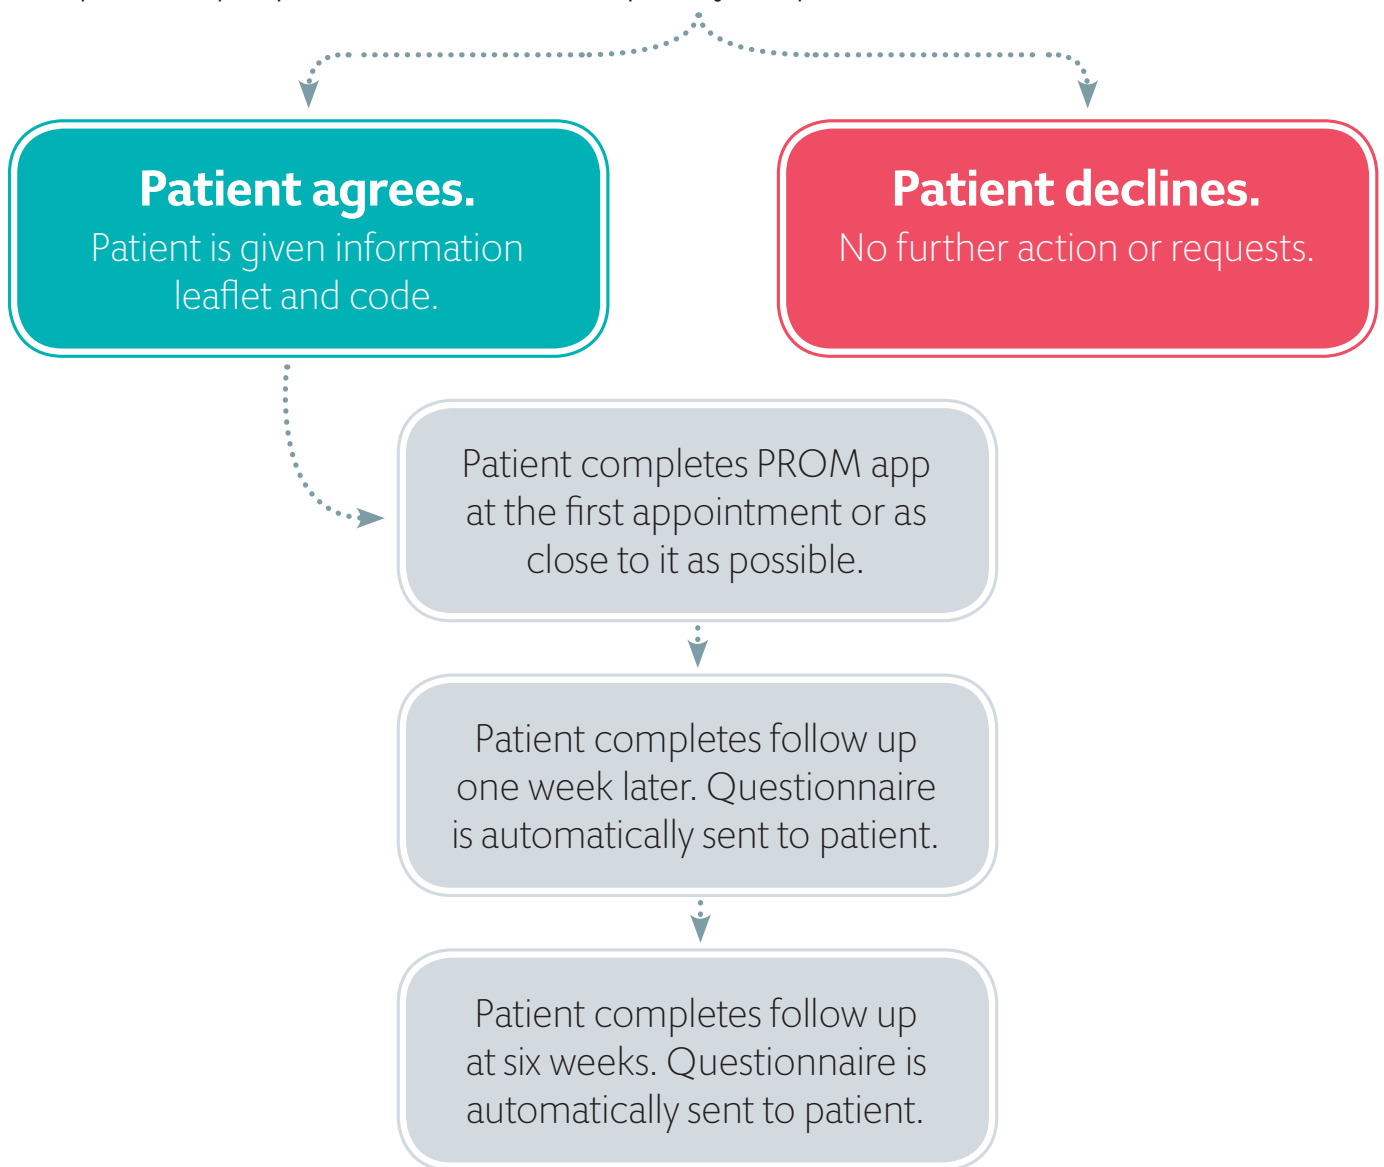 Patient agrees.
Patient is given information
leaflet and code.
Patient declines.
No further action or requests.
Patient completes PROM app
at the first appointment or as
close to it as possible.
Patient completes follow up
one week later. Questionnaire
is automatically sent to patient.
Patient completes follow up
at six weeks. Questionnaire is
automatically sent to patient.